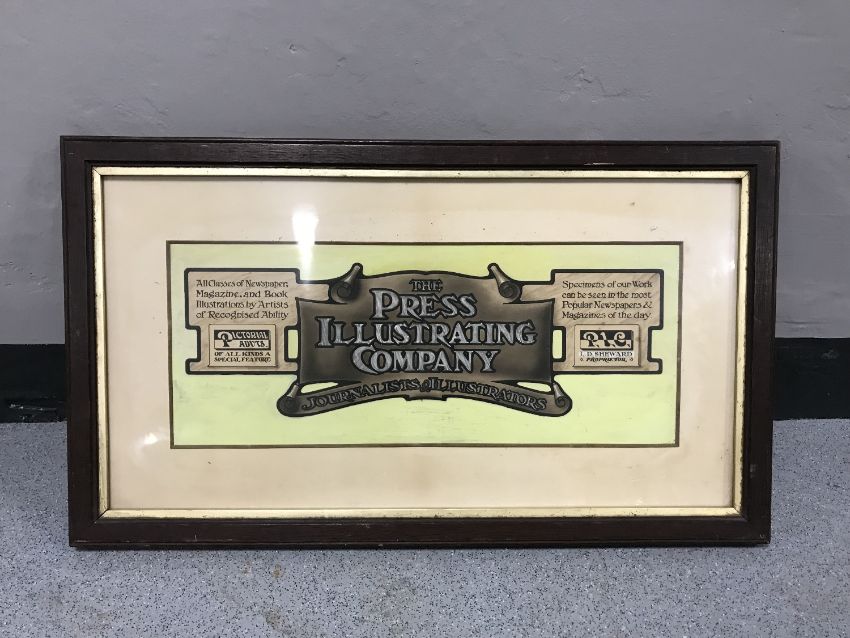 All Classes of Newspaper,
Magazine, and Book
Illustrations by Artists
of Recognised Ability
PICTORIAL
ADVTS.
OF ALL KINDS A
SPECIAL FEATURE
THE
PRESS
ILLUSTRATING
COMPANY
JOURNALISTS & ILLUSTRATORS
Specimens of our Work
can be seen in the most
Popular Newspapers &
Magazines of the day.
P.I.C.
L. D. SHEWARD
PROPRIETOR.